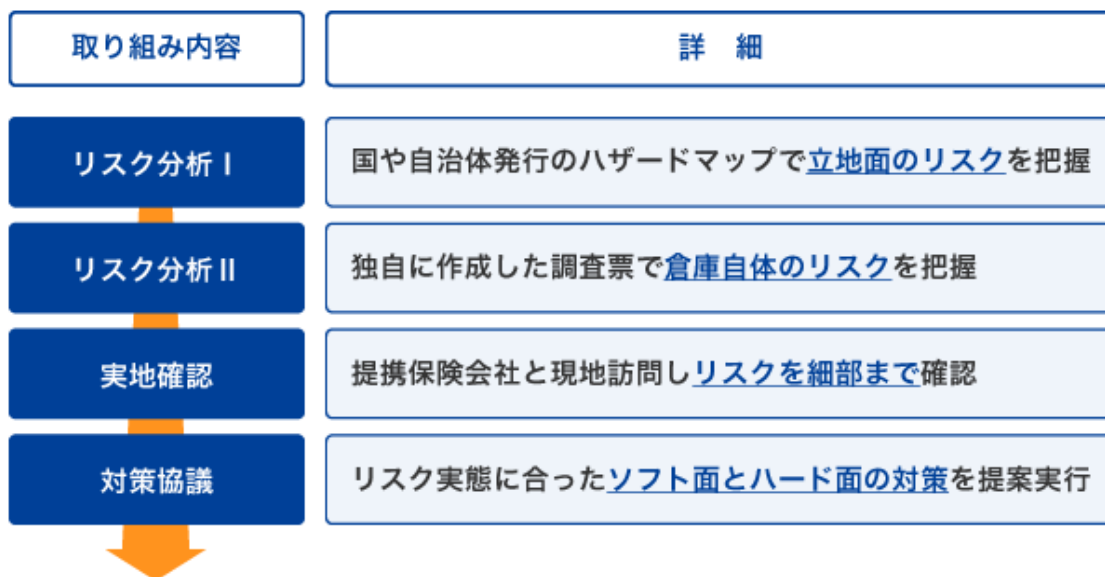 取り組み内容
詳 細
リスク分析Ⅰ
国や自治体発行のハザードマップで立地面のリスクを把握
リスク分析Ⅱ
独自に作成した調査票で倉庫自体のリスクを把握
実地確認
提携保険会社と現地訪問しリスクを細部まで確認
対策協議
リスク実態に合ったソフト面とハード面の対策を提案実行